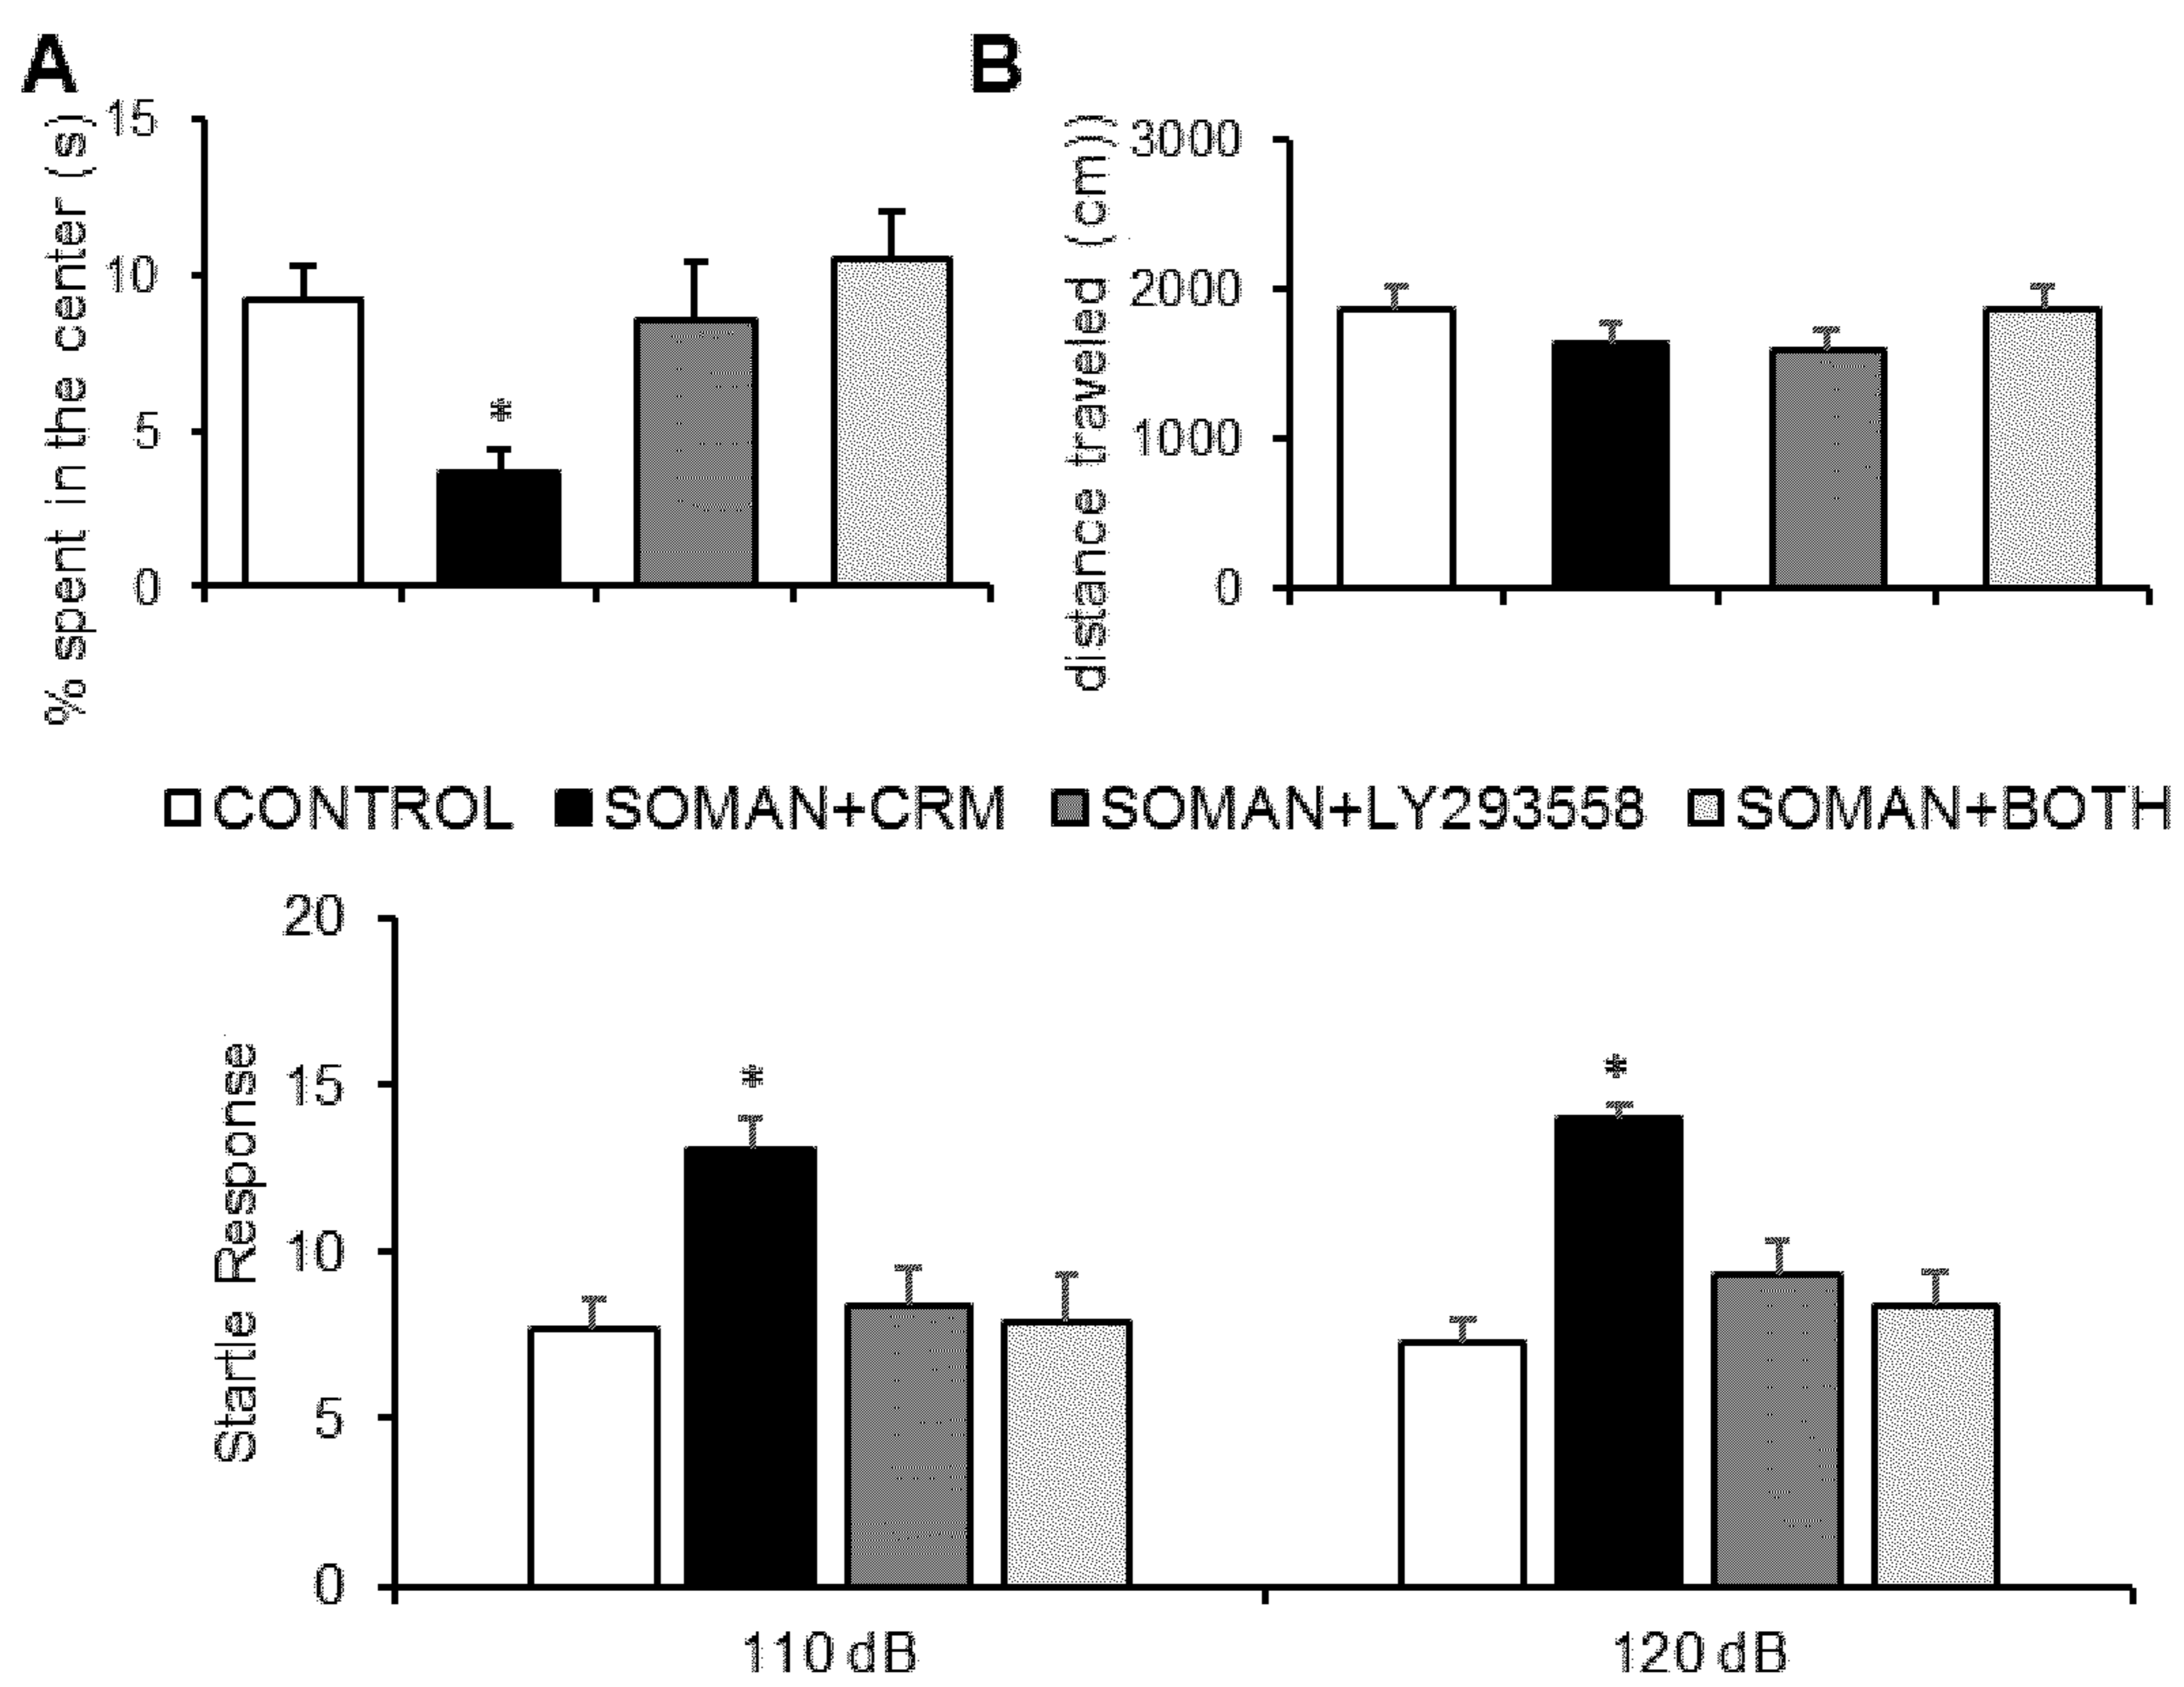 A
% spent in the center (s)
15
10
5
0
*
B
distance traveled (cm))
3000
2000
1000
0
CONTROL SOMAN+CRM SOMAN+LY293558 SOMAN+BOTH
Startle Response
20
15
10
5
0
* *
110 dB 120 dB